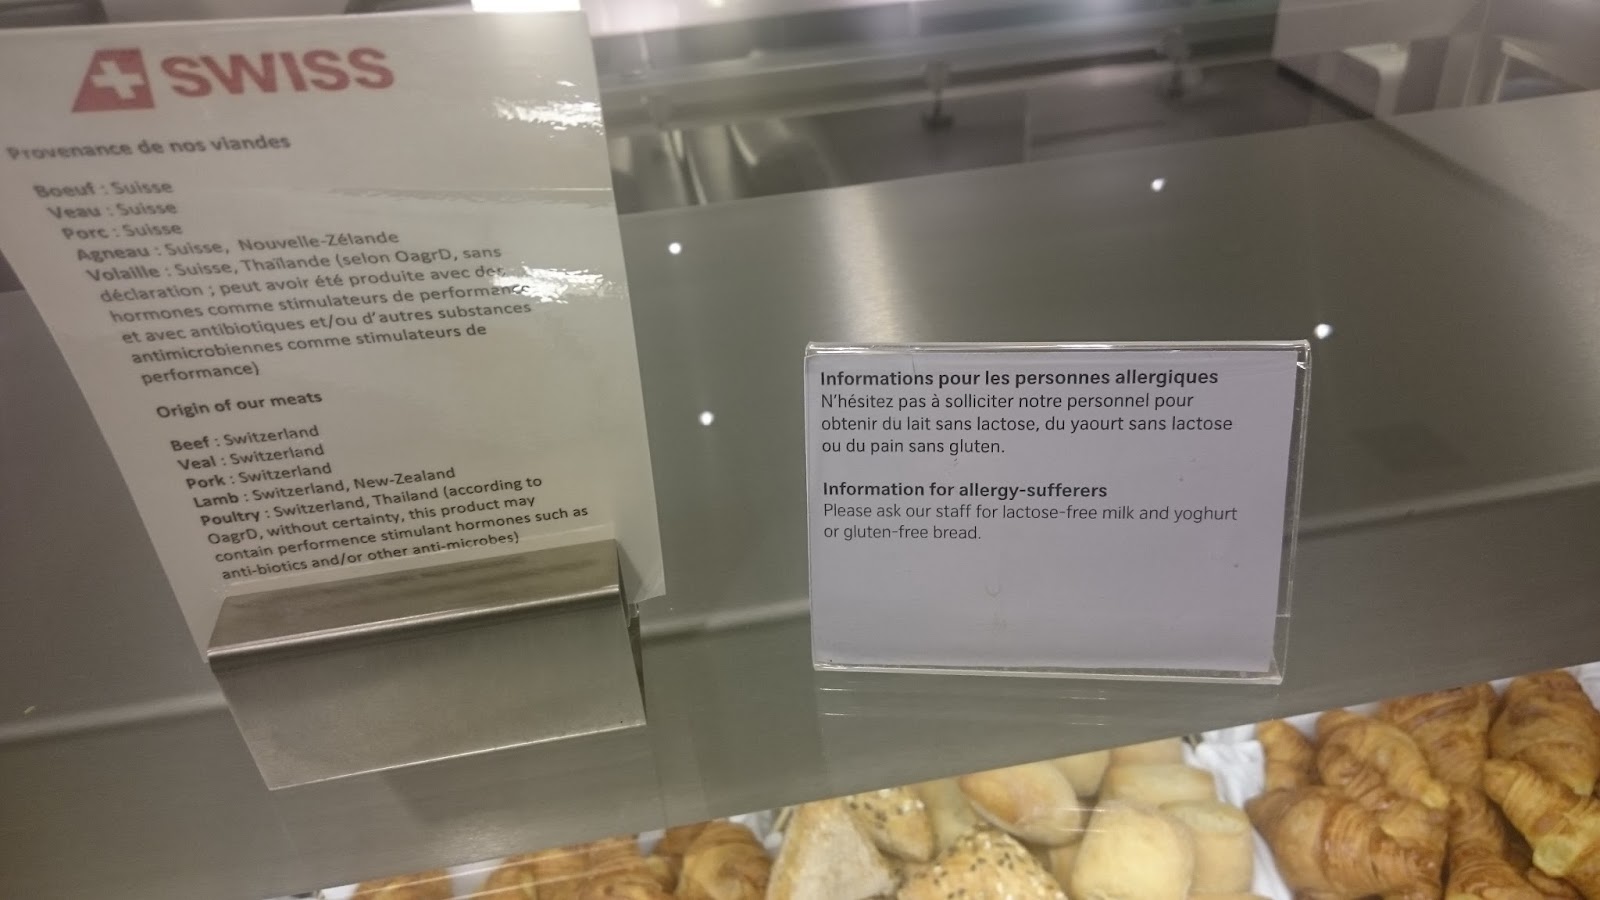 SWISS
Provenance de nos viandes
Boeuf : Suisse
Veau : Suisse
Porc : Suisse
Agneau : Suisse, Nouvelle-Zélande
Volaille : Suisse, Thaïlande (selon OagrD, sans
déclaration ; peut avoir été produite avec des
hormones comme stimulateurs de performance
et avec antibiotiques et/ou d'autres substances
antimicrobiennes comme stimulateurs de
performance)
Origin of our meats
Beef : Switzerland
Veal : Switzerland
Pork : Switzerland
Lamb : Switzerland, New-Zealand
Poultry : Switzerland, Thailand (according to
OagrD, without certainty, this product may
contain performence stimulant hormones such as
anti-biotics and/or other anti-microbes)
Informations pour les personnes allergiques
N'hésitez pas à solliciter notre personnel pour
obtenir du lait sans lactose, du yaourt sans lactose
ou du pain sans gluten.
Information for allergy-sufferers
Please ask our staff for lactose-free milk and yoghurt
or gluten-free bread.